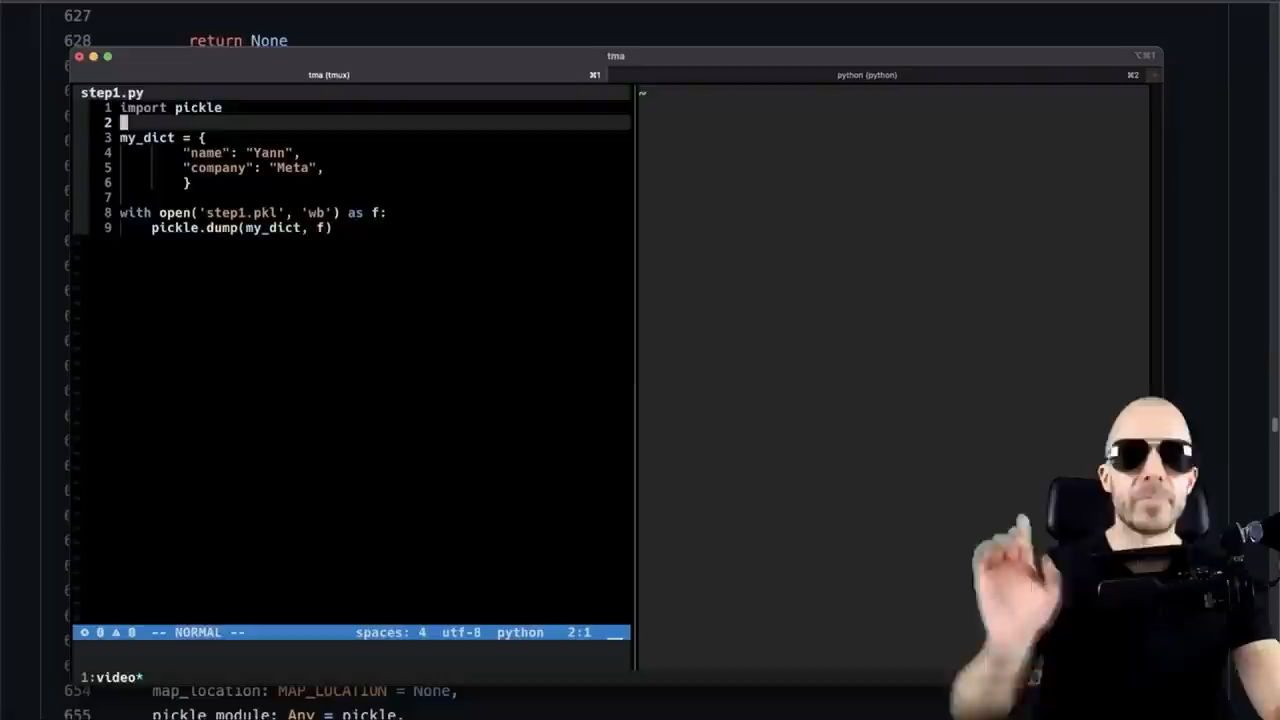 627
628 return None
tma
⌥⌘1
tma (tmux) ⌘1
python (python) ⌘2
step1.py
1 import pickle
2
3 my_dict = {
4 "name": "Yann",
5 "company": "Meta",
6 }
7
8 with open('step1.pkl', 'wb') as f:
9 pickle.dump(my_dict, f)
~
0 0 -- NORMAL -- spaces: 4 utf-8 python 2:1
1:video*
654 map_location: MAP_LOCATION = None,
655 pickle_module: Any = pickle,